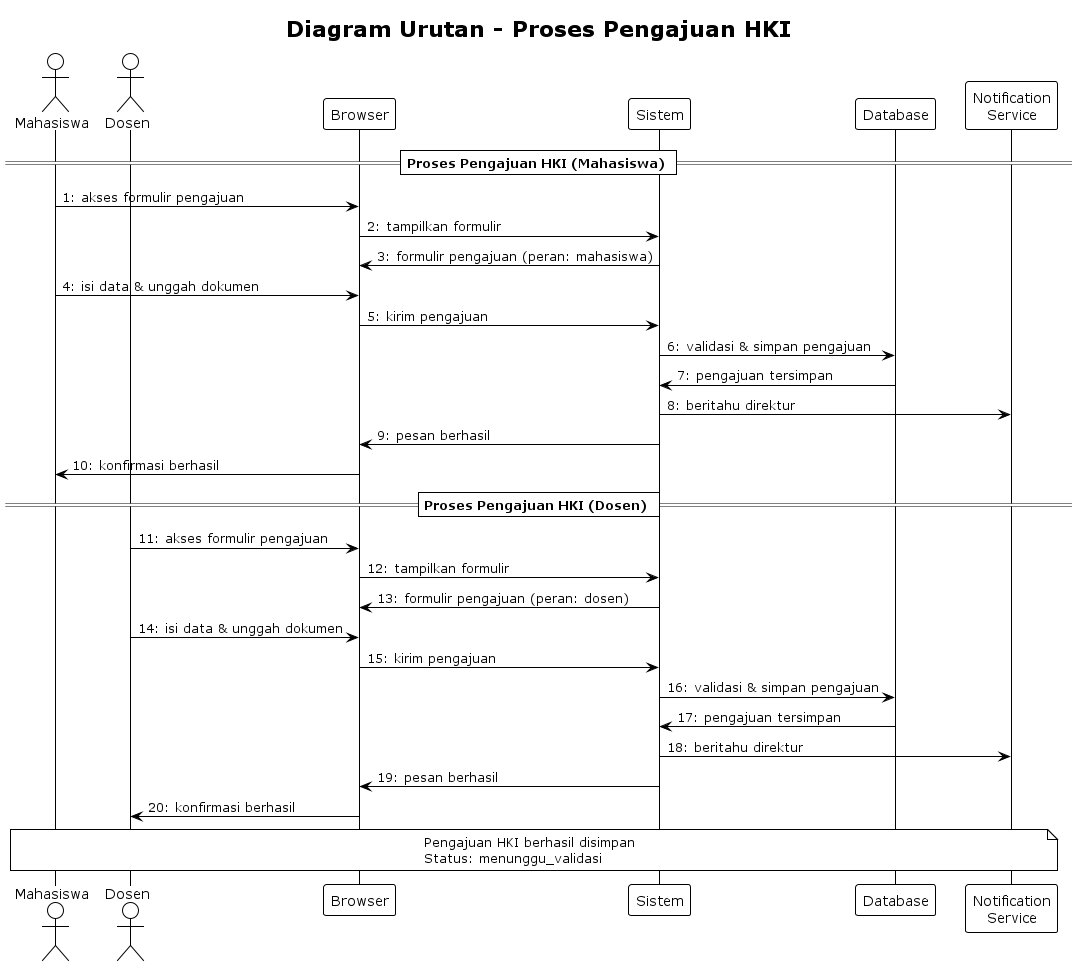 Diagram Urutan - Proses Pengajuan HKI
Mahasiswa
Dosen
Browser
Sistem
Database
Notification
Service
Proses Pengajuan HKI (Mahasiswa)
1: akses formulir pengajuan
2: tampilkan formulir
3: formulir pengajuan (peran: mahasiswa)
4: isi data & unggah dokumen
5: kirim pengajuan
6: validasi & simpan pengajuan
7: pengajuan tersimpan
8: beritahu direktur
9: pesan berhasil
10: konfirmasi berhasil
Proses Pengajuan HKI (Dosen)
11: akses formulir pengajuan
12: tampilkan formulir
13: formulir pengajuan (peran: dosen)
14: isi data & unggah dokumen
15: kirim pengajuan
16: validasi & simpan pengajuan
17: pengajuan tersimpan
18: beritahu direktur
19: pesan berhasil
20: konfirmasi berhasil
Pengajuan HKI berhasil disimpan
Status: menunggu_validasi
Mahasiswa
Dosen
Browser
Sistem
Database
Notification
Service